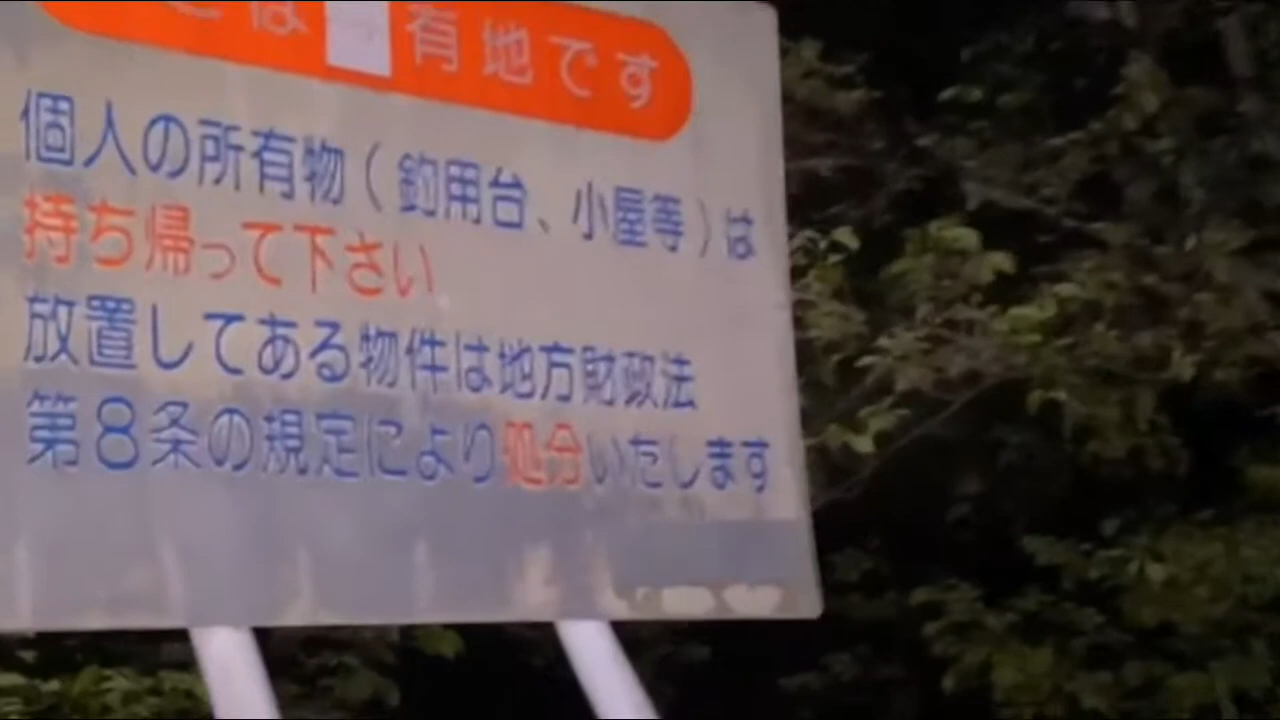 とは 有地です
個人の所有物(釣用台、小屋等)は
持ち帰って下さい
放置してある物件は地方財政法
第8条の規定により処分いたします